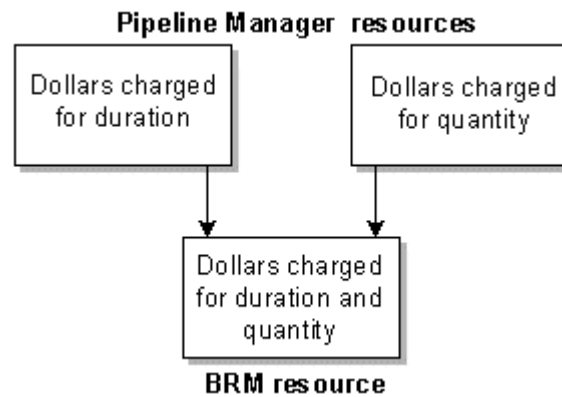 Pipeline Manager resources
Dollars charged
for duration
Dollars charged
for quantity
Dollars charged
for duration and
quantity
BRM resource